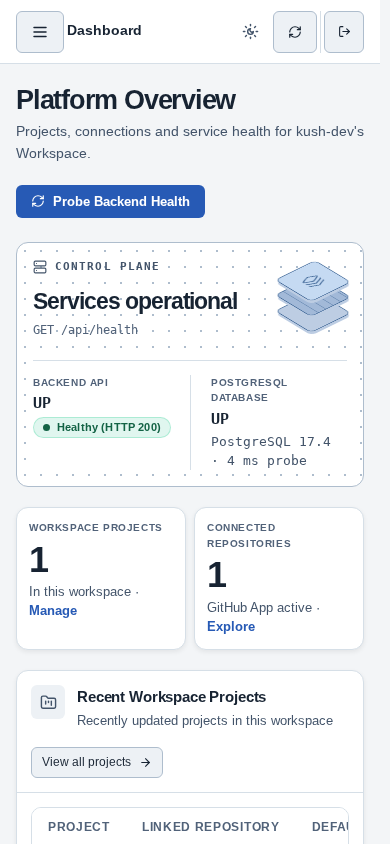 Dashboard
Platform Overview
Projects, connections and service health for kush-dev's
Workspace.
Probe Backend Health
CONTROL PLANE
Services operational
GET /api/health
BACKEND API
UP
Healthy (HTTP 200)
POSTGRESQL
DATABASE
UP
PostgreSQL 17.4
· 4 ms probe
WORKSPACE PROJECTS
1
In this workspace ·
Manage
CONNECTED
REPOSITORIES
1
GitHub App active ·
Explore
Recent Workspace Projects
Recently updated projects in this workspace
View all projects
PROJECT LINKED REPOSITORY